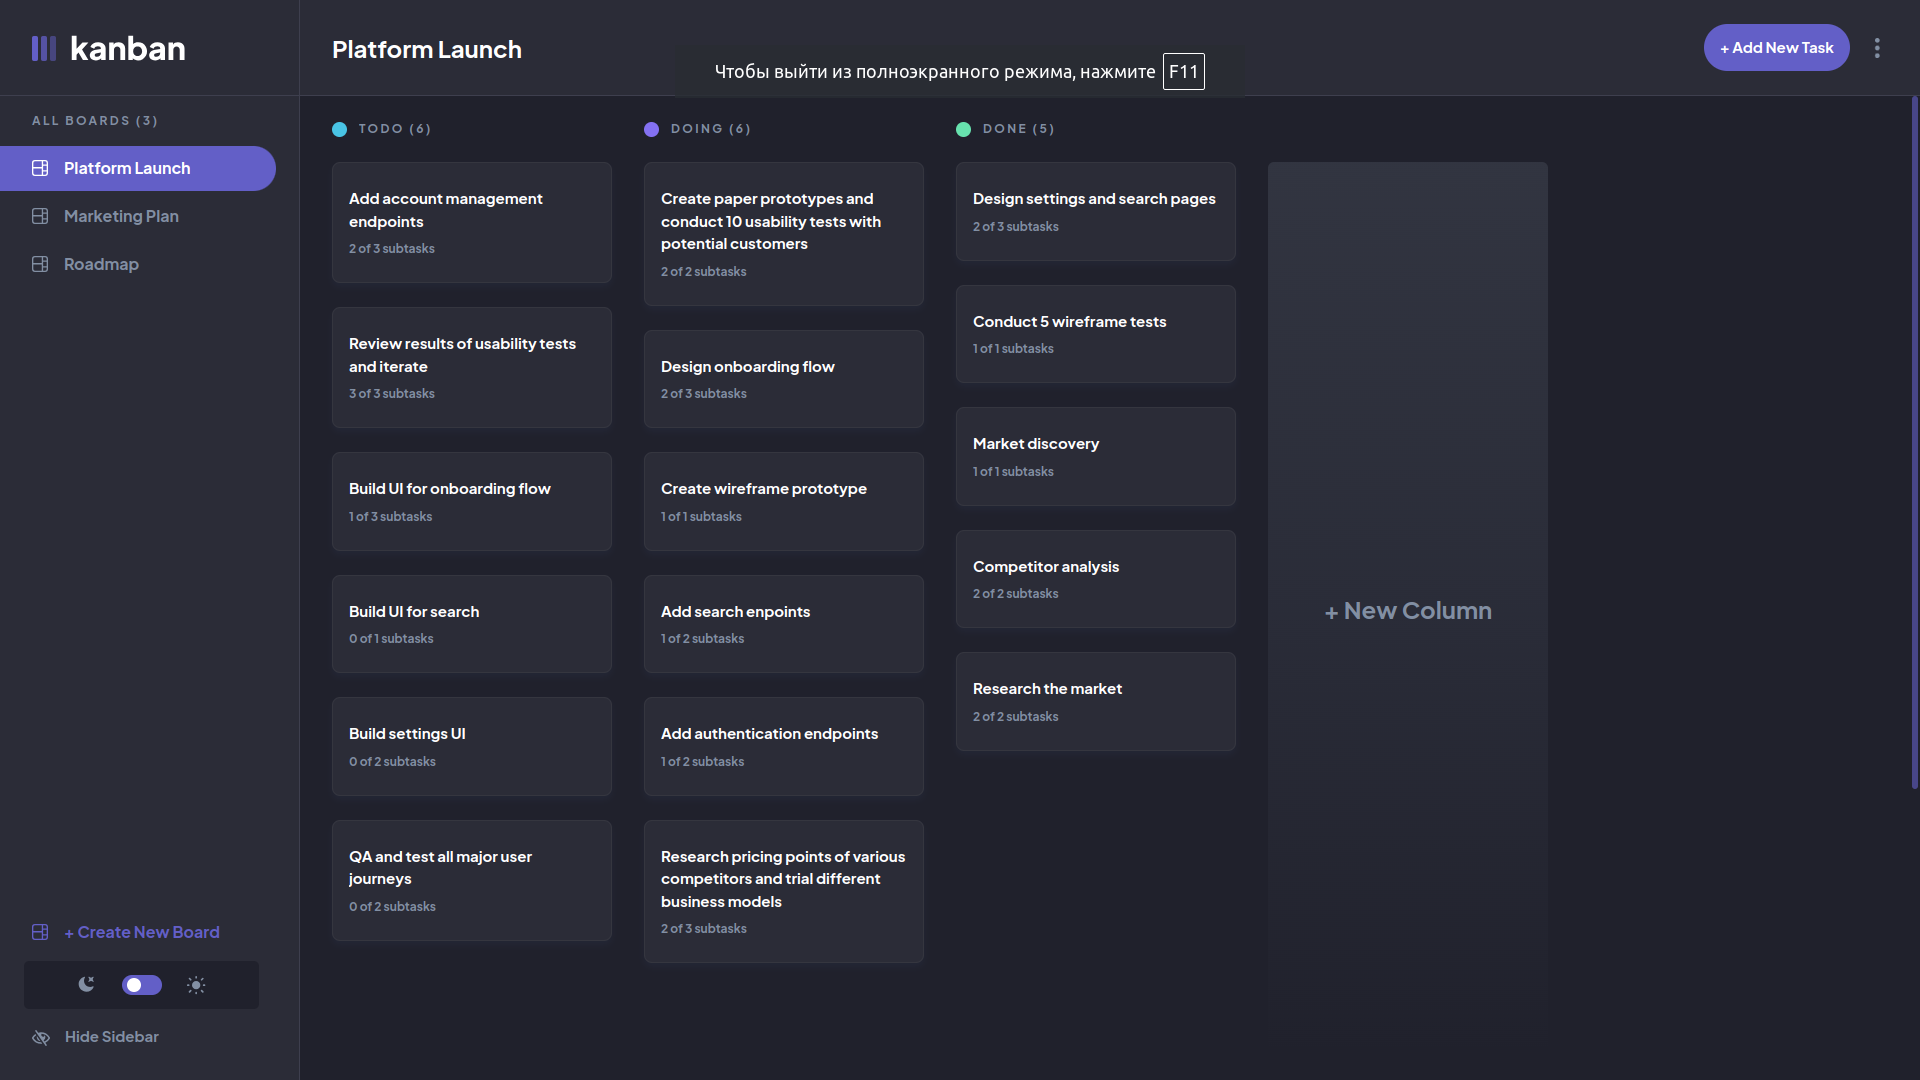 kanban
Platform Launch
Чтобы выйти из полноэкранного режима, нажмите F11
+ Add New Task
ALL BOARDS (3)
Platform Launch
Marketing Plan
Roadmap
+ Create New Board
Hide Sidebar
TODO (6)
Add account management
endpoints
2 of 3 subtasks
Review results of usability tests
and iterate
3 of 3 subtasks
Build UI for onboarding flow
1 of 3 subtasks
Build UI for search
0 of 1 subtasks
Build settings UI
0 of 2 subtasks
QA and test all major user
journeys
0 of 2 subtasks
DOING (6)
Create paper prototypes and
conduct 10 usability tests with
potential customers
2 of 2 subtasks
Design onboarding flow
2 of 3 subtasks
Create wireframe prototype
1 of 1 subtasks
Add search enpoints
1 of 2 subtasks
Add authentication endpoints
1 of 2 subtasks
Research pricing points of various
competitors and trial different
business models
2 of 3 subtasks
DONE (5)
Design settings and search pages
2 of 3 subtasks
Conduct 5 wireframe tests
1 of 1 subtasks
Market discovery
1 of 1 subtasks
Competitor analysis
2 of 2 subtasks
Research the market
2 of 2 subtasks
+ New Column